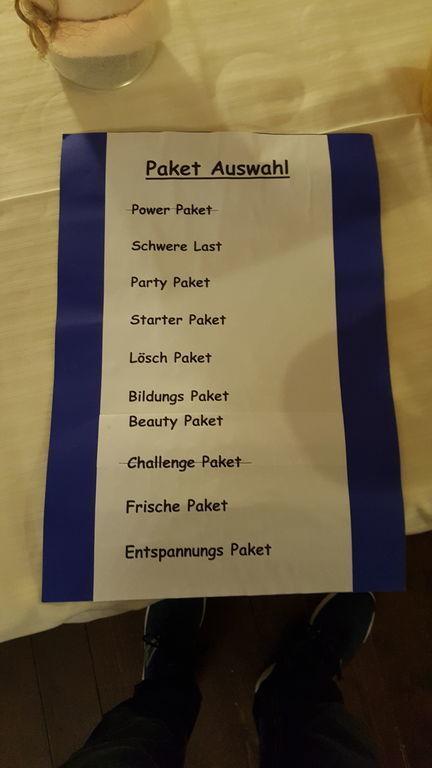 Paket Auswahl
Power Paket
Schwere Last
Party Paket
Starter Paket
Lösch Paket
Bildungs Paket
Beauty Paket
Challenge Paket
Frische Paket
Entspannungs Paket